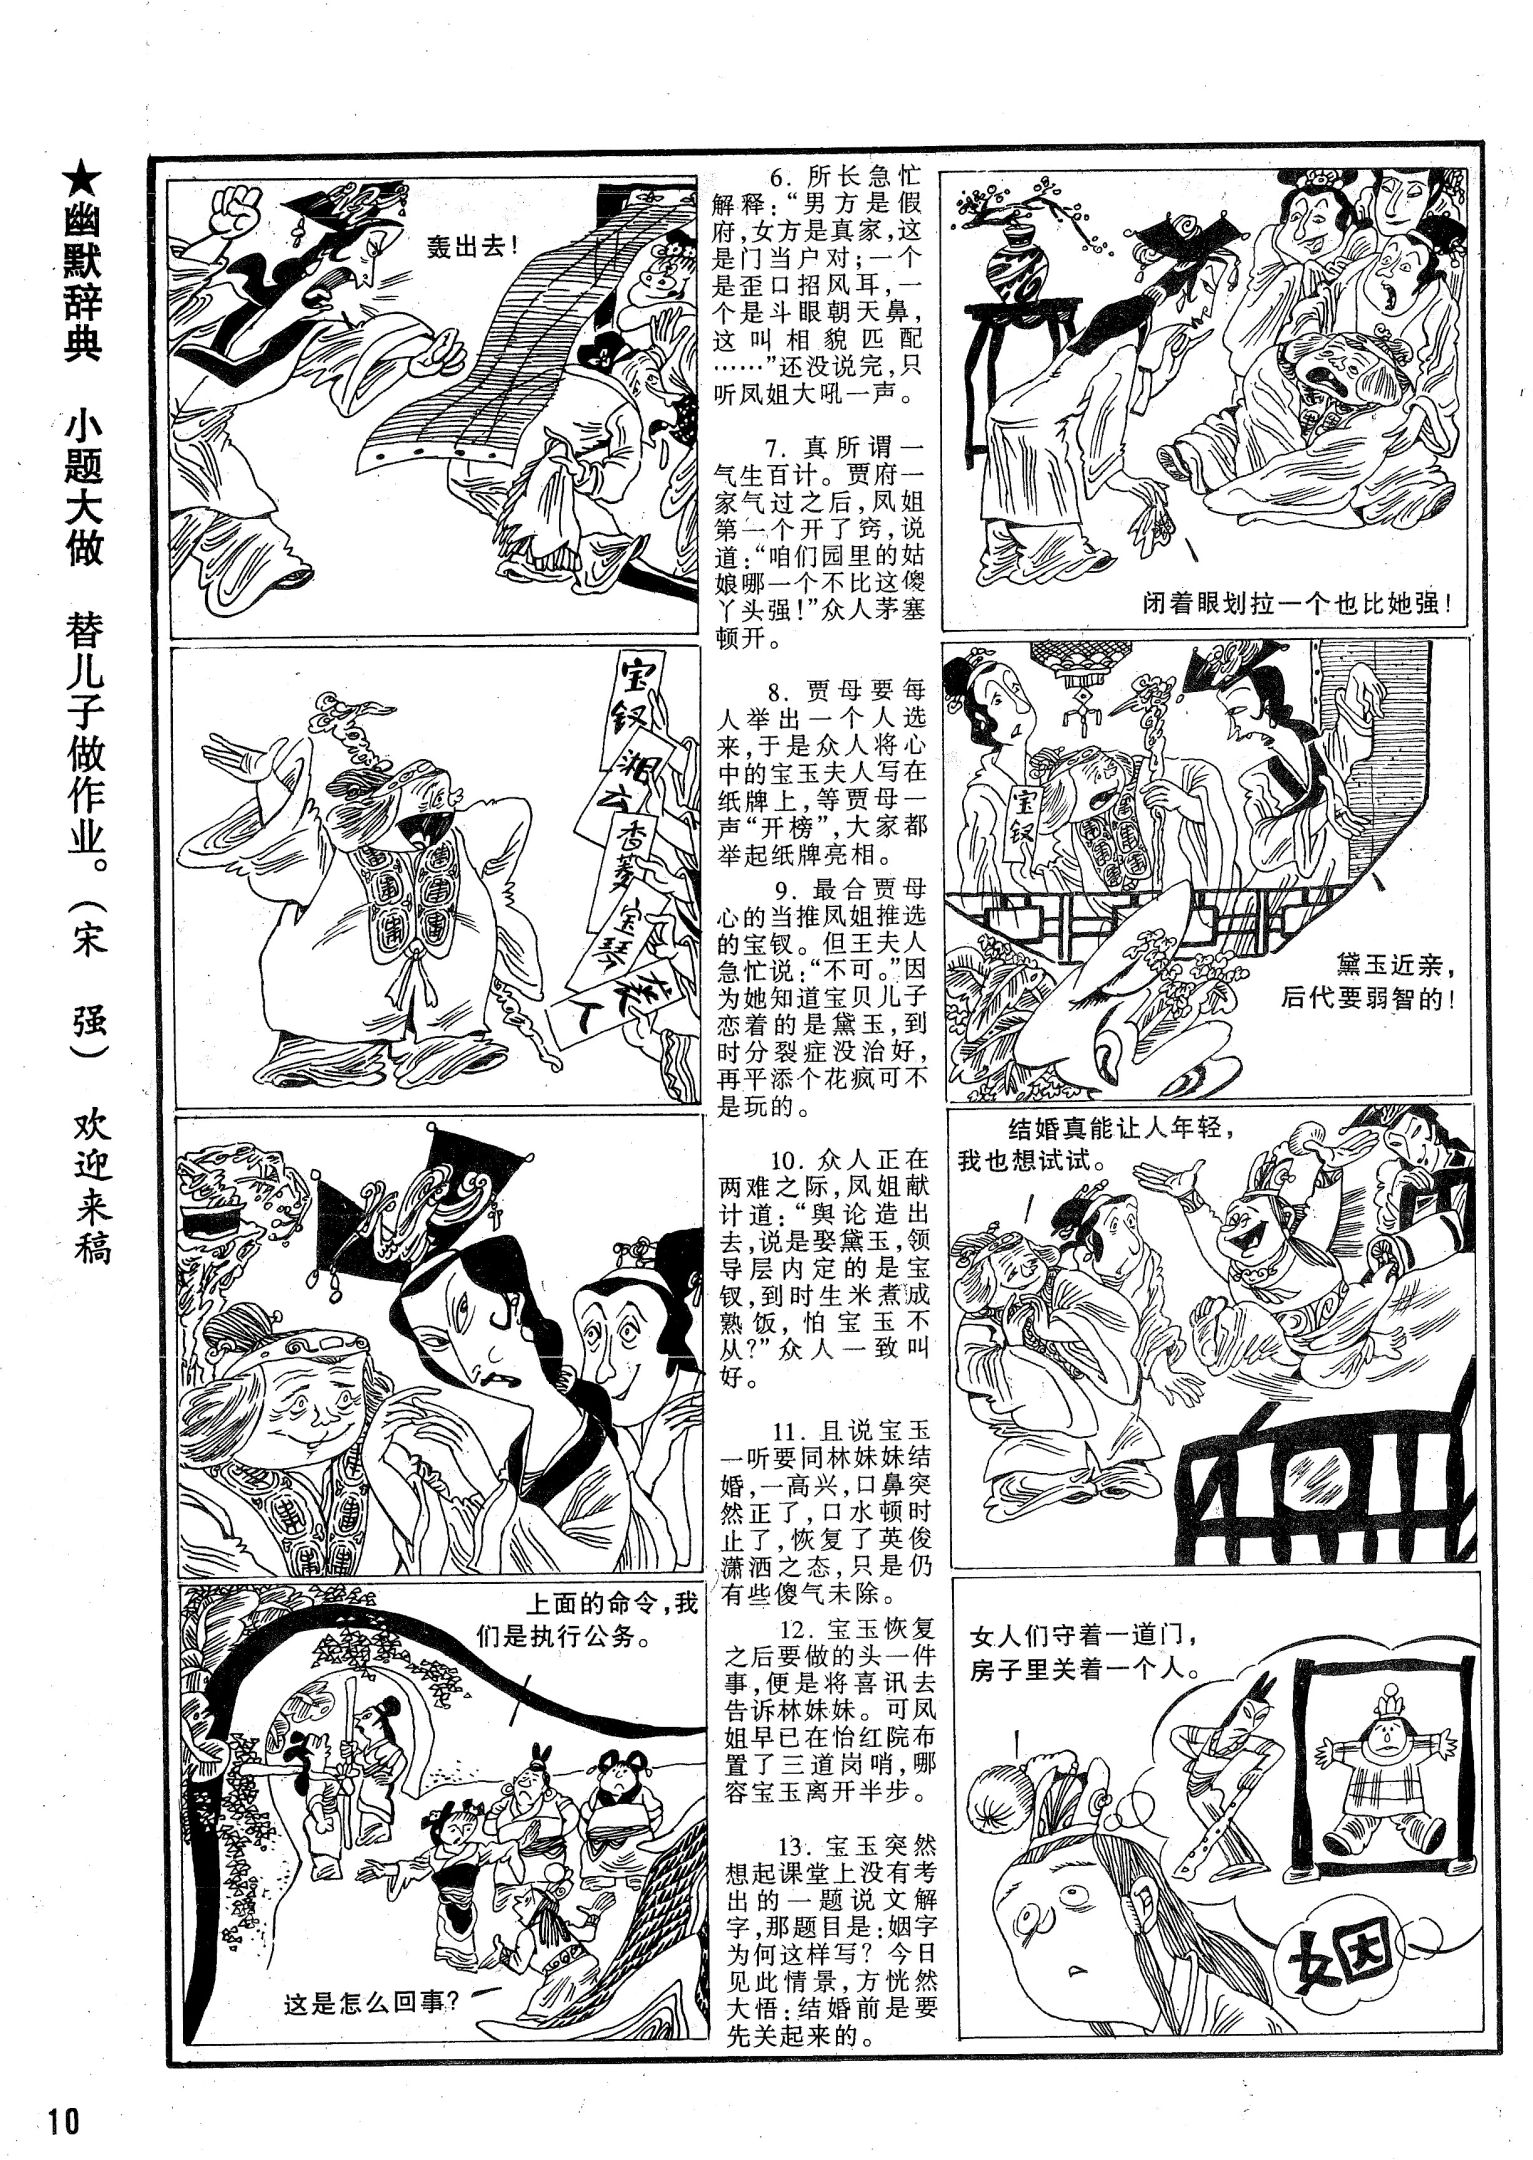 ★幽默辞典 小题大做 替儿子做作业。（宋 强） 欢迎来稿
轰出去！
6. 所长急忙
解释：“男方是假
府，女方是真家，这
是门当户对；一个
是歪口招风耳，一
个是斗眼朝天鼻，
这叫相貌匹配
……”还没说完，只
听凤姐大吼一声。
7. 真所谓一
气生百计。贾府一
家气过之后，凤姐
第一个开了窍，说
道：“咱们园里的姑
娘哪一个不比这傻
丫头强！”众人茅塞
顿开。
闭着眼划拉一个也比她强！
宝钗
湘云
香菱
宝琴
袭人
8. 贾母要每
人举出一个人选
来，于是众人将心
中的宝玉夫人写在
纸牌上，等贾母一
声“开榜”，大家都
举起纸牌亮相。
9. 最合贾母
心的当推凤姐推选
的宝钗。但王夫人
急忙说：“不可。”因
为她知道宝贝儿子
恋着的是黛玉，到
时分裂症没治好，
再平添个花疯可不
是玩的。
宝钗
黛玉近亲，
后代要弱智的！
10. 众人正在
两难之际，凤姐献
计道：“舆论造出
去，说是娶黛玉，领
导层内定的是宝
钗，到时生米煮成
熟饭，怕宝玉不
从？”众人一致叫
好。
11. 且说宝玉
一听要同林妹妹结
婚，一高兴，口鼻突
然正了，口水顿时
止了，恢复了英俊
潇洒之态，只是仍
有些傻气未除。
结婚真能让人年轻，
我也想试试。
上面的命令，我
们是执行公务。
这是怎么回事？
12. 宝玉恢复
之后要做的头一件
事，便是将喜讯去
告诉林妹妹。可凤
姐早已在怡红院布
置了三道岗哨，哪
容宝玉离开半步。
13. 宝玉突然
想起课堂上没有考
出的一题说文解
字，那题目是：姻字
为何这样写？今日
见此情景，方恍然
大悟：结婚前是要
先关起来的。
女人们守着一道门，
房子里关着一个人。
女因
10